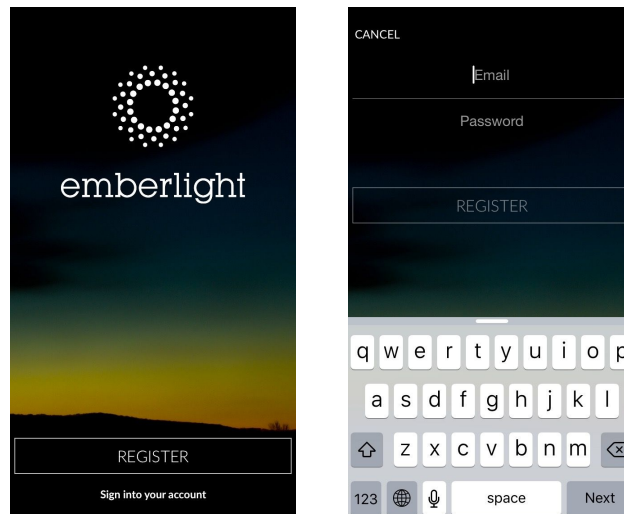 emberlight
REGISTER
Sign into your account
CANCEL
Email
Password
REGISTER
q w e r t y u i o p
a s d f g h j k l
z x c v b n m
123 space Next